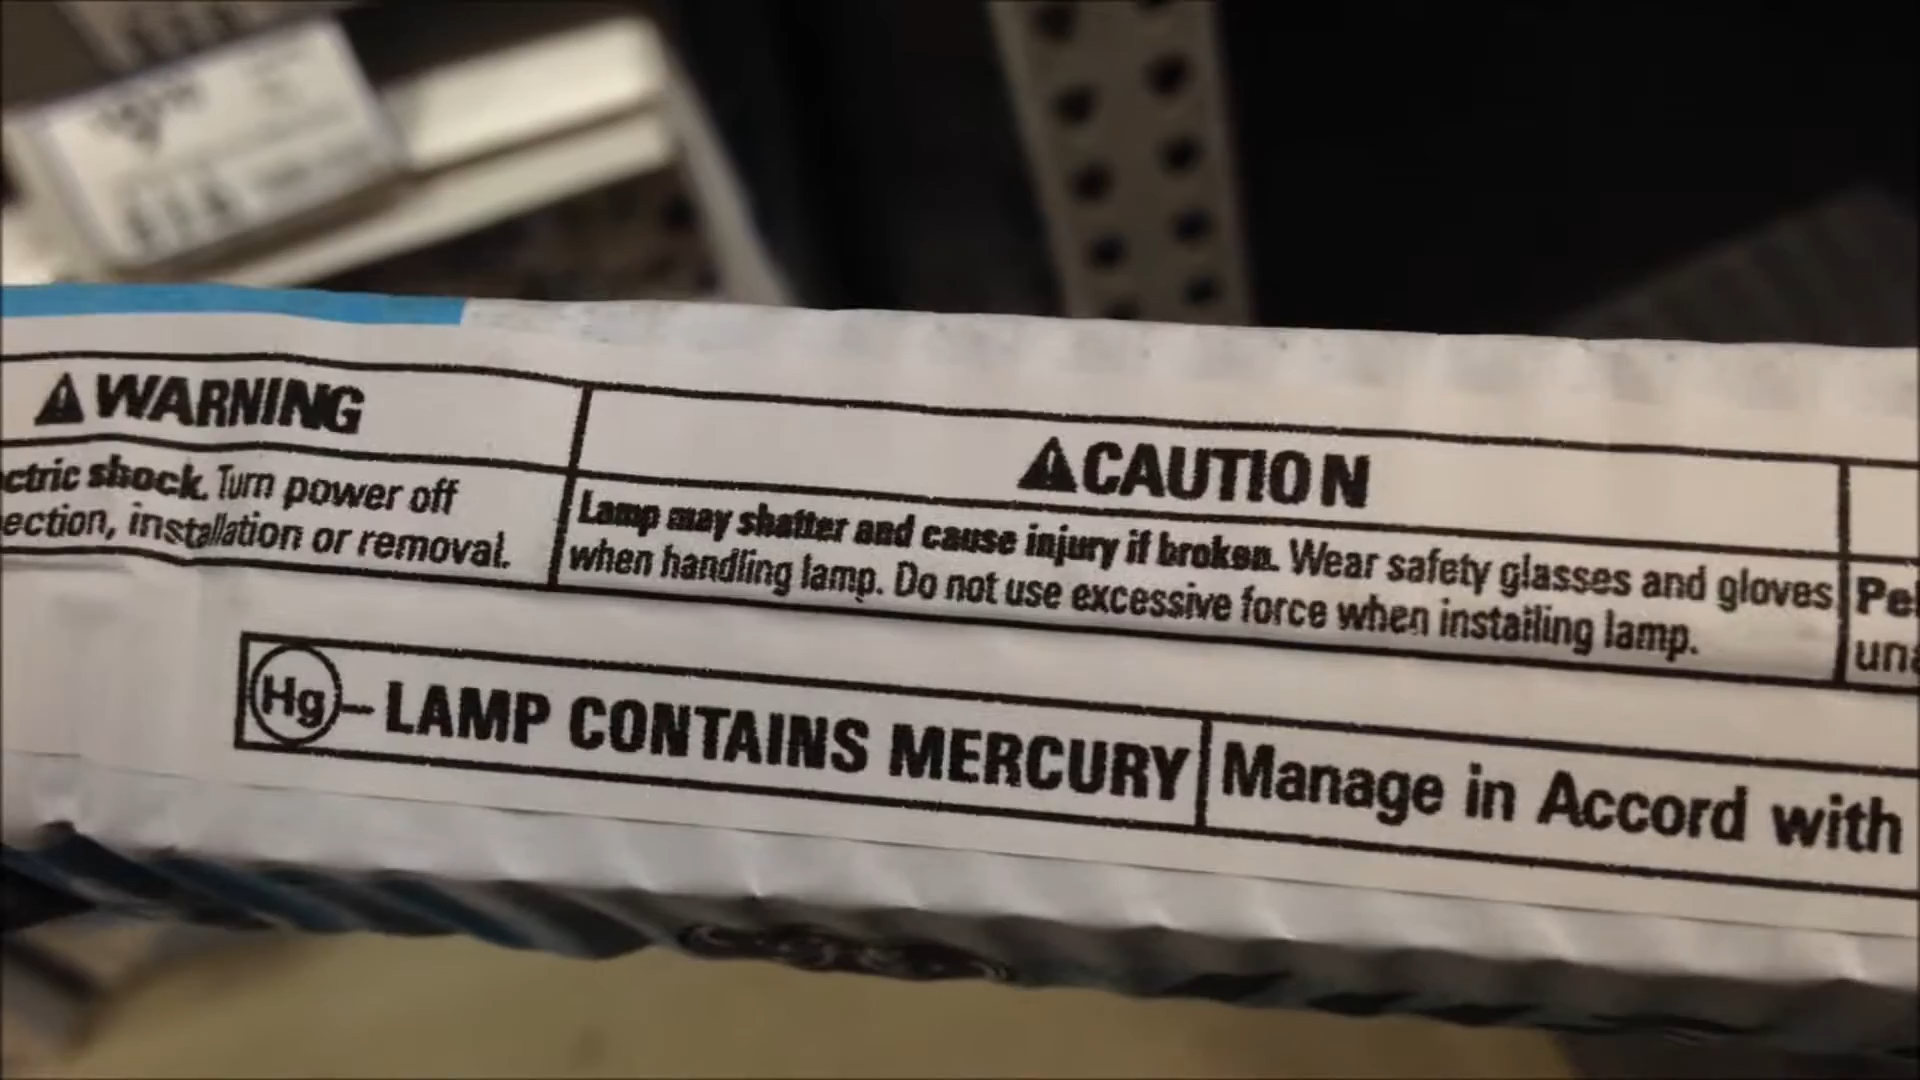 WARNING
ctric shock. Turn power off
ection, installation or removal.
CAUTION
Lamp may shatter and cause injury if broken. Wear safety glasses and gloves
when handling lamp. Do not use excessive force when installing lamp.
Hg – LAMP CONTAINS MERCURY
Manage in Accord with